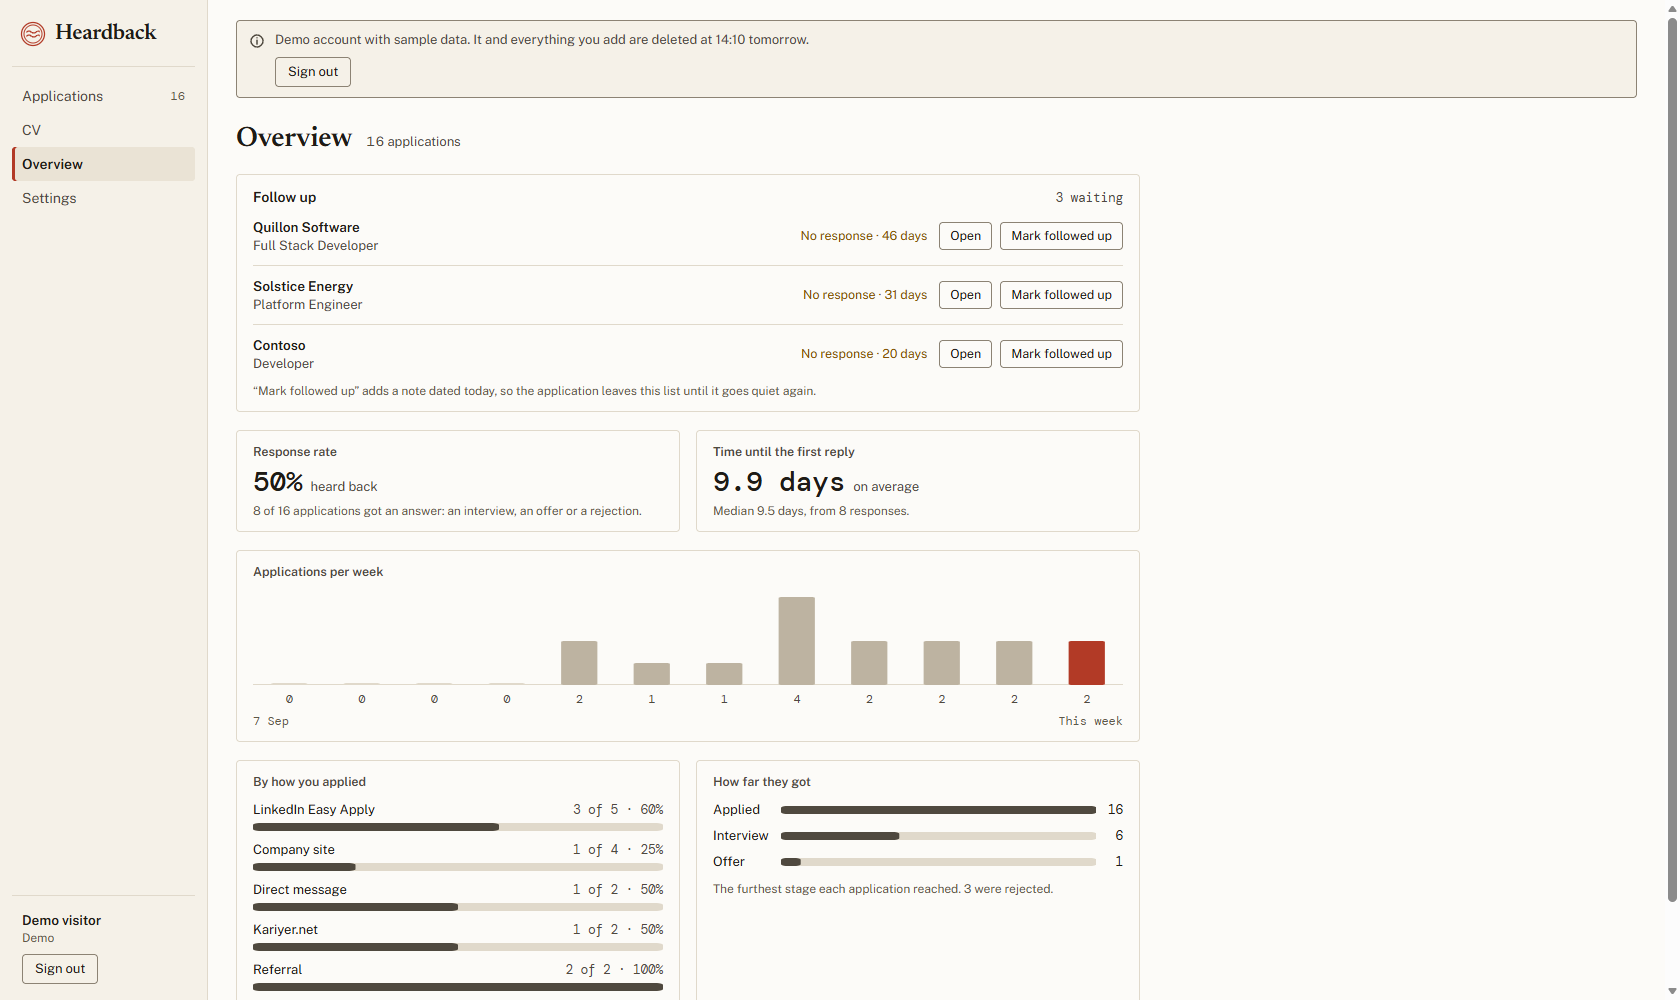 Heardback
Applications 16
CV
Overview
Settings
Demo visitor
Demo
Sign out
Demo account with sample data. It and everything you add are deleted at 14:10 tomorrow.
Sign out
Overview 16 applications
Follow up 3 waiting
Quillon Software
Full Stack Developer
No response · 46 days Open Mark followed up
Solstice Energy
Platform Engineer
No response · 31 days Open Mark followed up
Contoso
Developer
No response · 20 days Open Mark followed up
“Mark followed up” adds a note dated today, so the application leaves this list until it goes quiet again.
Response rate
50% heard back
8 of 16 applications got an answer: an interview, an offer or a rejection.
Time until the first reply
9.9 days on average
Median 9.5 days, from 8 responses.
Applications per week
0 0 0 0 2 1 1 4 2 2 2 2
7 Sep This week
By how you applied
LinkedIn Easy Apply 3 of 5 · 60%
Company site 1 of 4 · 25%
Direct message 1 of 2 · 50%
Kariyer.net 1 of 2 · 50%
Referral 2 of 2 · 100%
How far they got
Applied 16
Interview 6
Offer 1
The furthest stage each application reached. 3 were rejected.